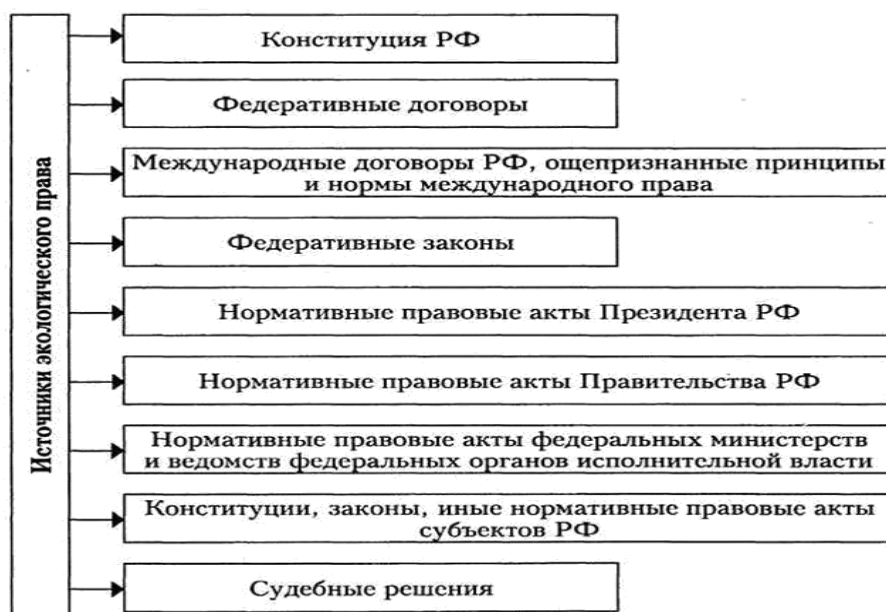 Источники экологического права
Конституция РФ
Федеративные договоры
Международные договоры РФ, ощепризнанные принципы
и нормы международного права
Федеративные законы
Нормативные правовые акты Президента РФ
Нормативные правовые акты Правительства РФ
Нормативные правовые акты федеральных министерств
и ведомств федеральных органов исполнительной власти
Конституции, законы, иные нормативные правовые акты
субъектов РФ
Судебные решения